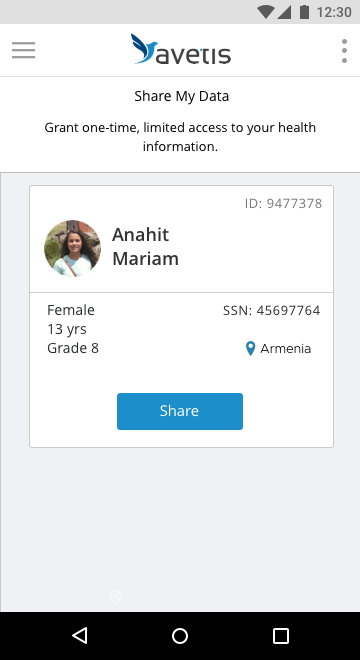 12:30
avetis
Share My Data
Grant one-time, limited access to your health
information.
ID: 9477378
Anahit
Mariam
Female
SSN: 45697764
13 yrs
Grade 8
Armenia
Share